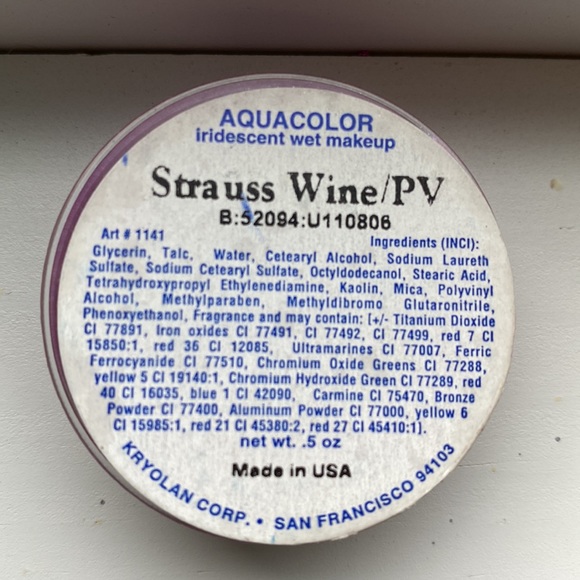 AQUACOLOR
iridescent wet makeup
Strauss Wine/PV
B:52094:U110806
Art # 1141
Ingredients (INCI):
Glycerin, Talc, Water, Cetearyl Alcohol, Sodium Laureth
Sulfate, Sodium Cetearyl Sulfate, Octyldodecanol, Stearic Acid,
Tetrahydroxypropyl Ethylenediamine, Kaolin, Mica, Polyvinyl
Alcohol, Methylparaben, Methyldibromo Glutaronitrile,
Phenoxyethanol, Fragrance and may contain: [+/- Titanium Dioxide
CI 77891, Iron oxides CI 77491, CI 77492, CI 77499, red 7 CI
15850:1, red 36 CI 12085, Ultramarines CI 77007, Ferric
Ferrocyanide CI 77510, Chromium Oxide Greens CI 77288,
yellow 5 CI 19140:1, Chromium Hydroxide Green CI 77289, red
40 CI 16035, blue 1 CI 42090, Carmine CI 75470, Bronze
Powder CI 77400, Aluminum Powder CI 77000, yellow 6
CI 15985:1, red 21 CI 45380:2, red 27 CI 45410:1].
net wt. .5 oz
Made in USA
KRYOLAN CORP. • SAN FRANCISCO 94103